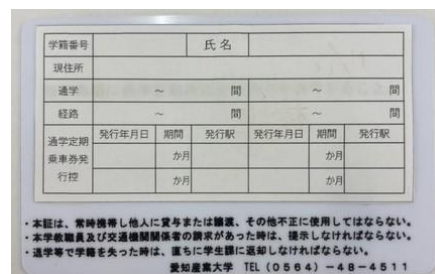 学籍番号 氏名
現住所
通学 ～ 間 ～ 間
経路 ～ 間 ～ 間
通学定期乗車券発行控 発行年月日 期間 発行駅 発行年月日 期間 発行駅
か月 か月
か月 か月
・本証は、常時携帯し他人に貸与または譲渡、その他不正に使用してはならない。
・本学教職員及び交通機関関係者の請求があった時は、提示しなければならない。
・退学等で学籍を失った時は、直ちに学生課に返却しなければならない。
愛知産業大学 TEL（0564）－48－4511